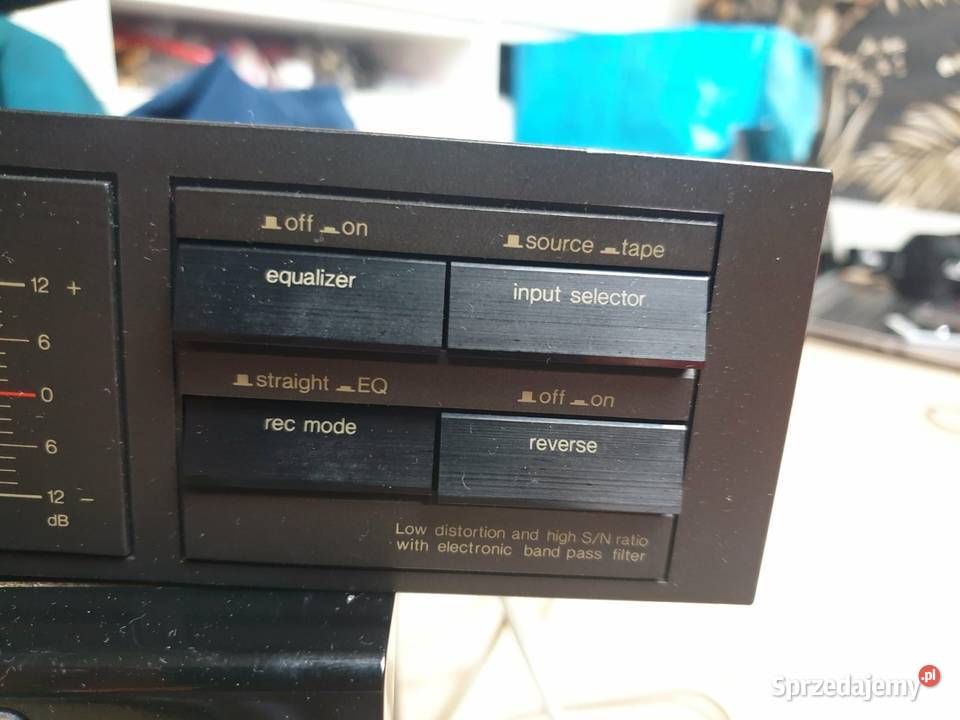 off on
source tape
equalizer
input selector
straight EQ
off on
rec mode
reverse
12 +
6
0
6
12 −
dB
Low distortion and high S/N ratio
with electronic band pass filter
Sprzedajemy.pl